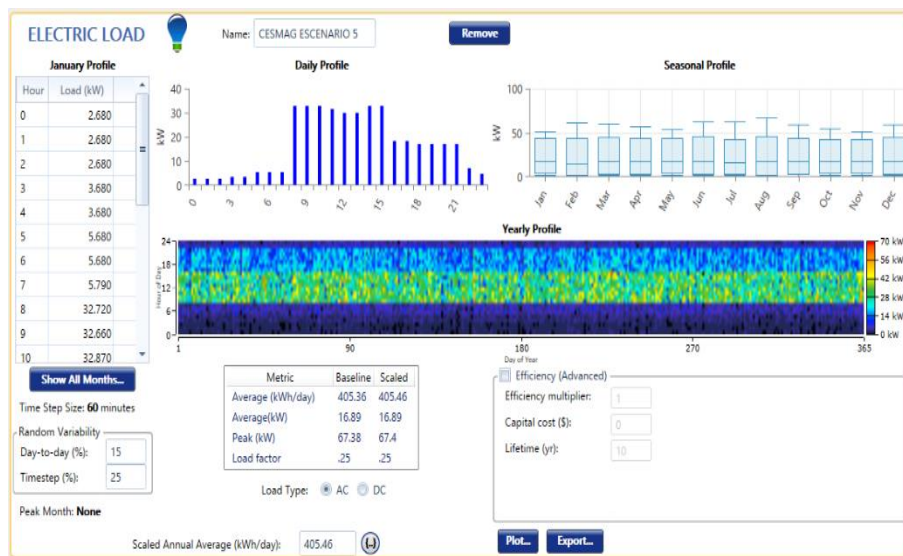 ELECTRIC LOAD
Name: CESMAG ESCENARIO 5
Remove
January Profile
Hour Load (kW)
0 2.680
1 2.680
2 2.680
3 3.680
4 3.680
5 5.680
6 5.680
7 5.790
8 32.720
9 32.660
10 32.870
Show All Months...
Time Step Size: 60 minutes
Random Variability
Day-to-day (%): 15
Timestep (%): 25
Peak Month: None
Daily Profile
kW
40
30
20
10
0
0 3 6 9 12 15 18 21
Seasonal Profile
kW
100
50
0
Jan Feb Mar Apr May Jun Jul Aug Sep Oct Nov Dec
Yearly Profile
Hour of Day
24
18
12
6
0
1 90 180 270 365
Day of Year
70 kW
56 kW
42 kW
28 kW
14 kW
0 kW
Metric Baseline Scaled
Average (kWh/day) 405.36 405.46
Average(kW) 16.89 16.89
Peak (kW) 67.38 67.4
Load factor .25 .25
Load Type: AC DC
Scaled Annual Average (kWh/day): 405.46 {..}
Efficiency (Advanced)
Efficiency multiplier: 1
Capital cost ($): 0
Lifetime (yr): 10
Plot... Export...